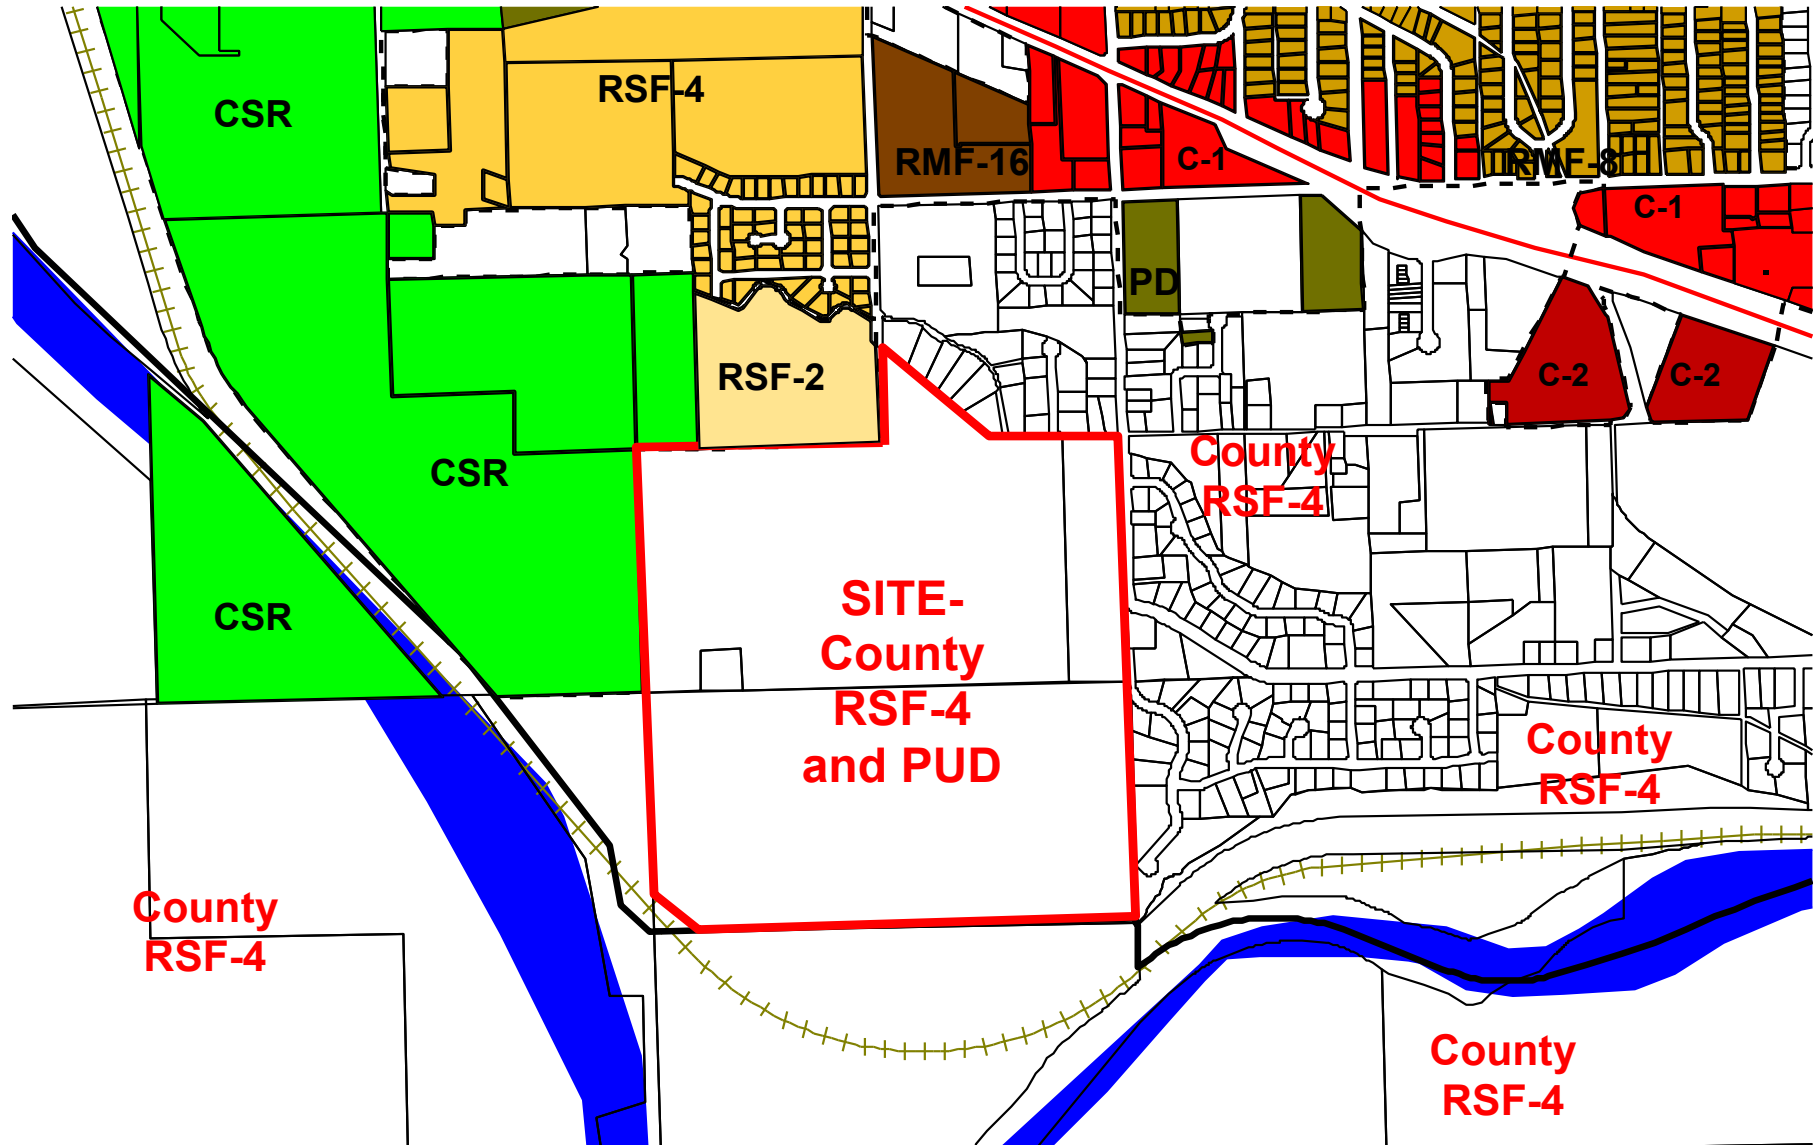 CSR
RSF-4
RMF-16
C-1
RMF-8
C-1
PD
RSF-2
C-2
C-2
CSR
County
RSF-4
CSR
SITE-
County
RSF-4
and PUD
County
RSF-4
County
RSF-4
County
RSF-4